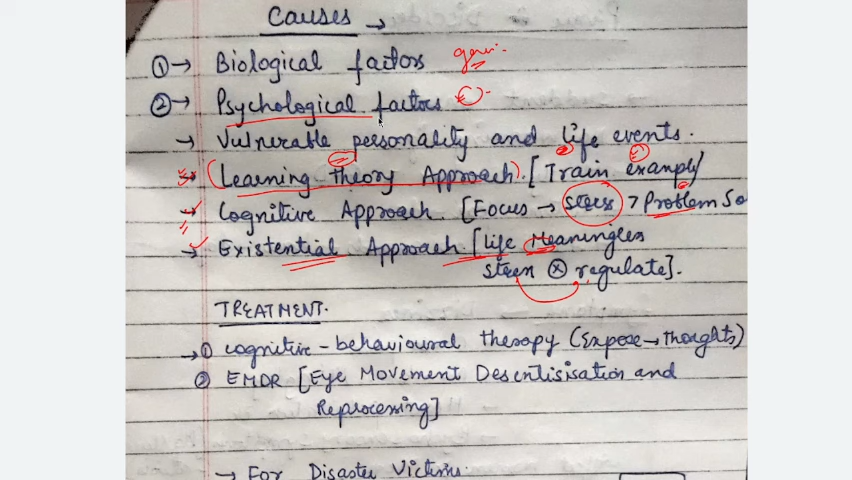 CAUSES →
① → Biological factors
② → Psychological factors
→ Vulnerable personality and life events.
→ (Learning theory Approach). [Train example]
→ Cognitive Approach. [Focus → stress > Problem So
→ Existential Approach [Life Meaningles
stress ⓧ regulate].
TREATMENT.
→ ① Cognitive - behavioural therapy (Expose → thoughts)
② EMDR [Eye Movement Desentisisation and
Reprocessing]
→ For Disaster Victims